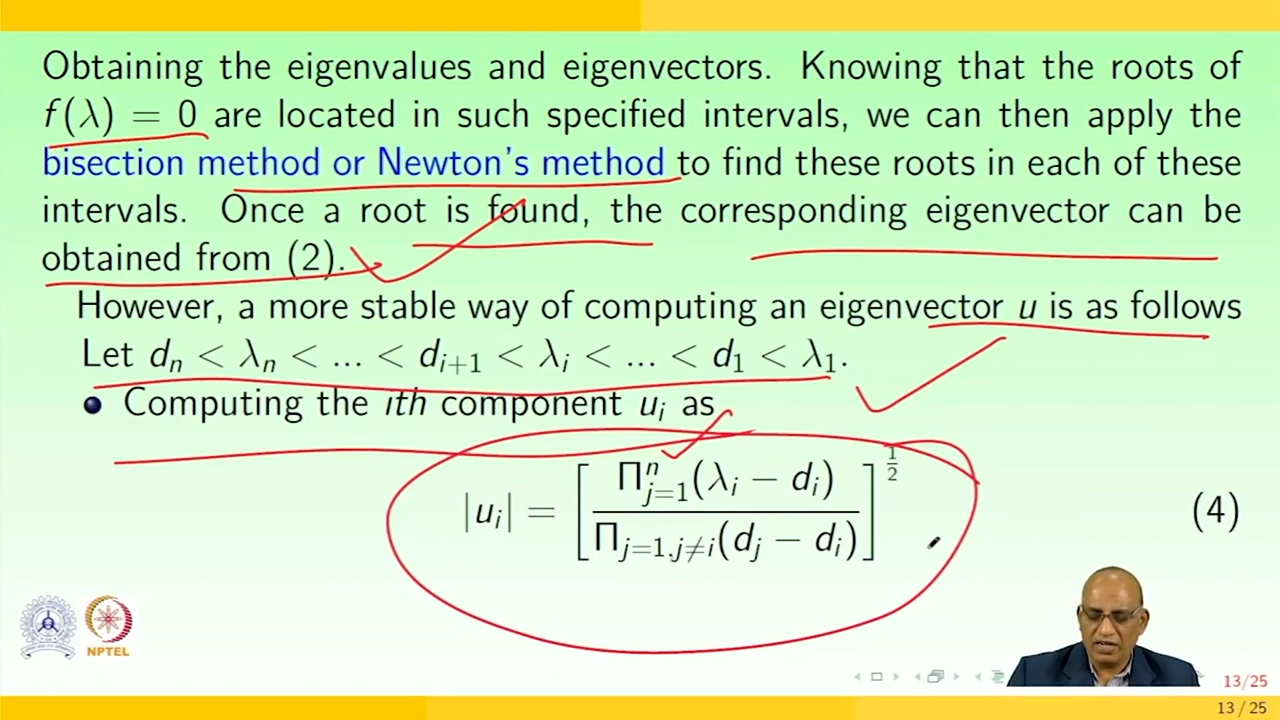 Obtaining the eigenvalues and eigenvectors. Knowing that the roots of
f(λ) = 0 are located in such specified intervals, we can then apply the
bisection method or Newton's method to find these roots in each of these
intervals. Once a root is found, the corresponding eigenvector can be
obtained from (2).
However, a more stable way of computing an eigenvector u is as follows
Let dₙ < λₙ < ... < dᵢ₊₁ < λᵢ < ... < d₁ < λ₁.
• Computing the ith component uᵢ as
|uᵢ| = [ Πⁿⱼ₌₁(λᵢ − dᵢ) / Πⱼ₌₁,ⱼ≠ᵢ(dⱼ − dᵢ) ]^(1/2) (4)
NPTEL
13/25
13 / 25